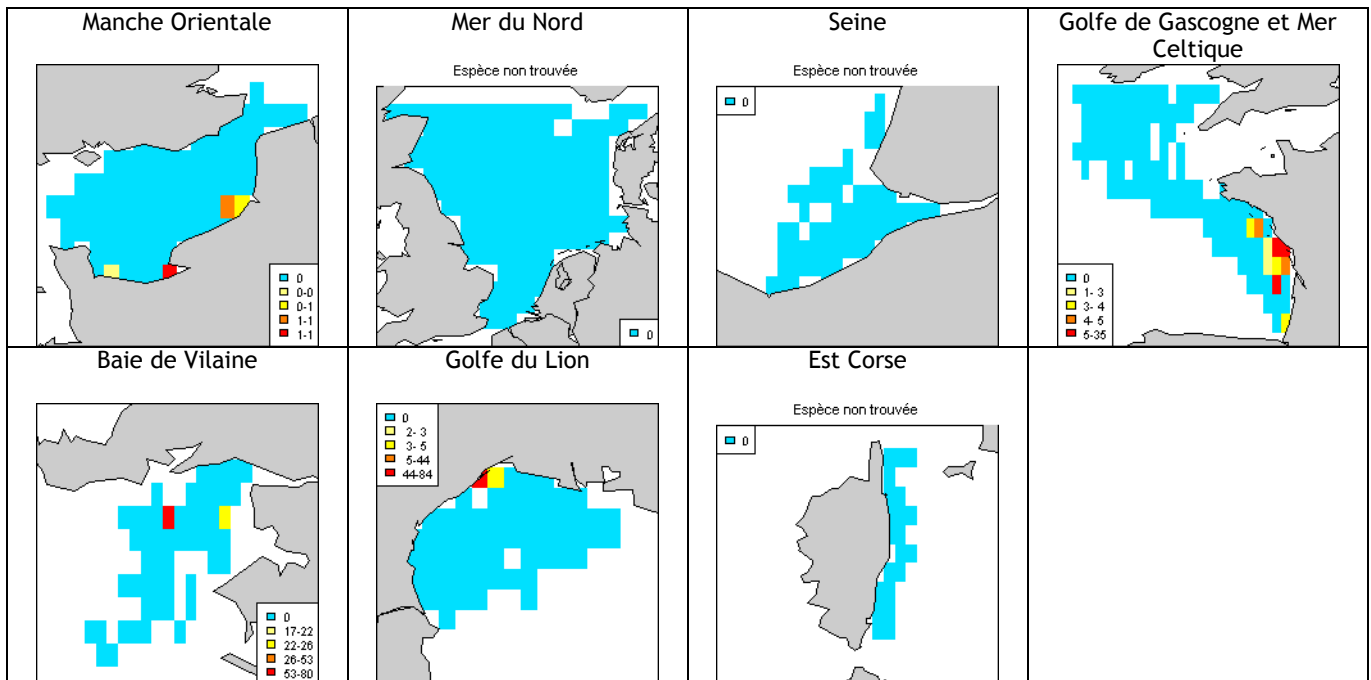 Manche Orientale
0
0-0
0-1
1-1
1-1
Mer du Nord
Espèce non trouvée
0
Seine
Espèce non trouvée
0
Golfe de Gascogne et Mer
Celtique
0
1- 3
3- 4
4- 5
5-35
Baie de Vilaine
0
17-22
22-26
26-53
53-80
Golfe du Lion
0
2- 3
3- 5
5-44
44-84
Est Corse
Espèce non trouvée
0